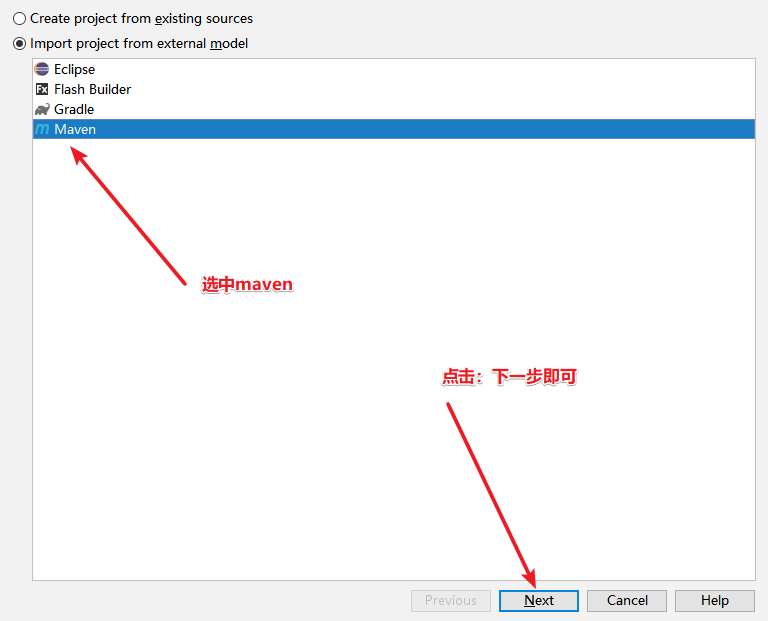 Create project from existing sources
Import project from external model
Eclipse
Fx Flash Builder
Gradle
m Maven
选中maven
点击：下一步即可
Previous
Next
Cancel
Help